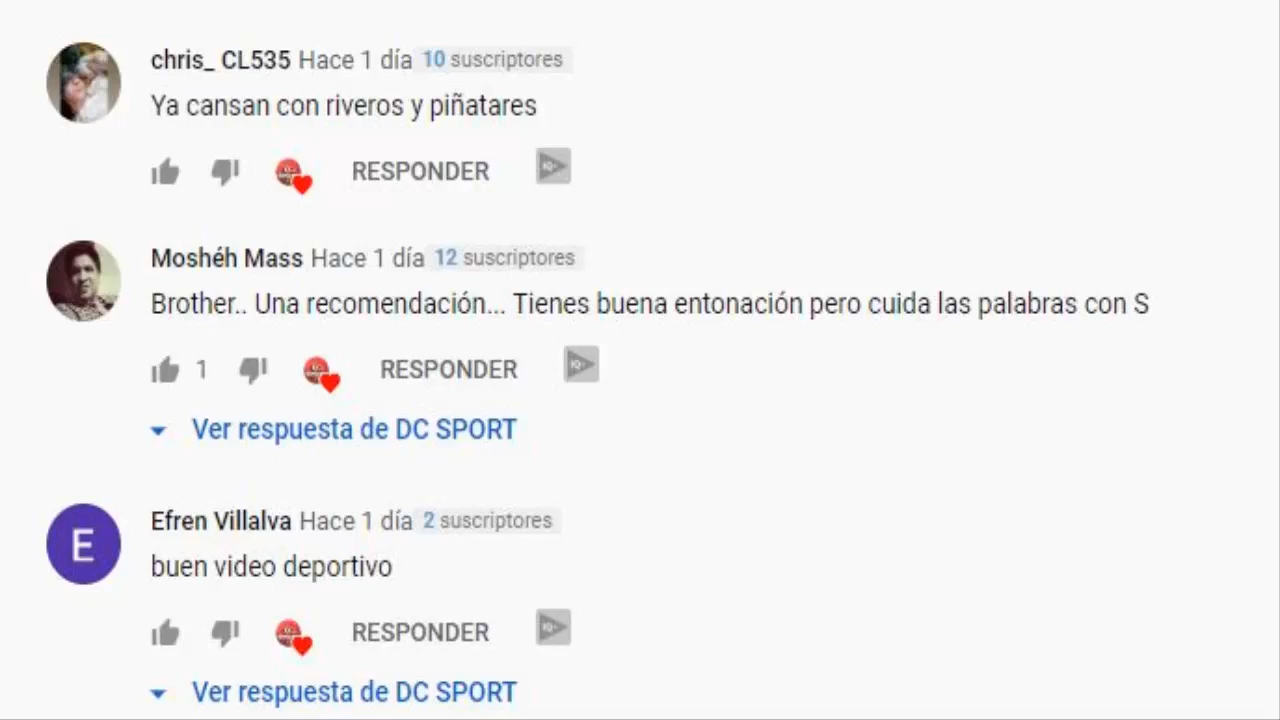 chris_ CL535 Hace 1 día 10 suscriptores
Ya cansan con riveros y piñatares
RESPONDER
Moshéh Mass Hace 1 día 12 suscriptores
Brother.. Una recomendación... Tienes buena entonación pero cuida las palabras con S
1 RESPONDER
Ver respuesta de DC SPORT
E
Efren Villalva Hace 1 día 2 suscriptores
buen video deportivo
RESPONDER
Ver respuesta de DC SPORT